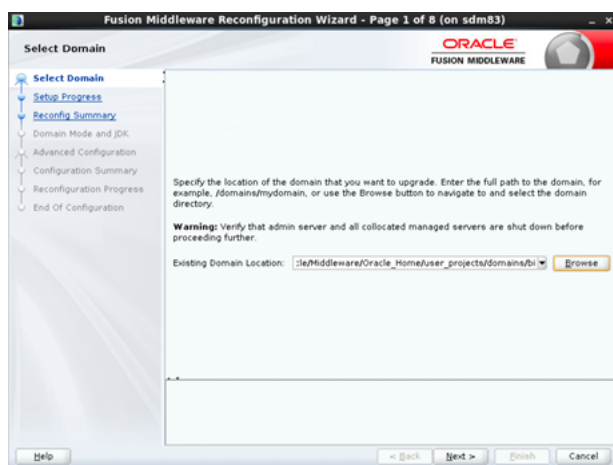 Fusion Middleware Reconfiguration Wizard - Page 1 of 8 (on sdm83)
Select Domain
ORACLE
FUSION MIDDLEWARE
Select Domain
Setup Progress
Reconfig Summary
Domain Mode and JDK
Advanced Configuration
Configuration Summary
Reconfiguration Progress
End Of Configuration
Specify the location of the domain that you want to upgrade. Enter the full path to the domain, for
example, /domains/mydomain, or use the Browse button to navigate to and select the domain
directory.
Warning: Verify that admin server and all collocated managed servers are shut down before
proceeding further.
Existing Domain Location: :le/Middleware/Oracle_Home/user_projects/domains/bi Browse
Help < Back Next > Finish Cancel